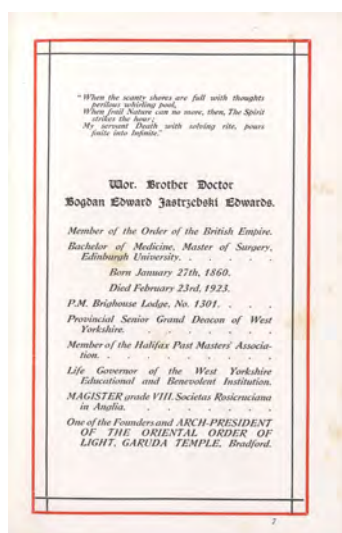 "When the scanty shores are full with thoughts
perilous whirling pool,
When frail Nature can no more, then, The Spirit
strikes the hour;
My servant Death with solving rite, pours
finite into Infinite."
Wor. Brother Doctor
Bogdan Edward Jastrzebski Edwards.
Member of the Order of the British Empire.
Bachelor of Medicine, Master of Surgery,
Edinburgh University. . . . . .
Born January 27th, 1860.
Died February 23rd, 1923.
P.M. Brighouse Lodge, No. 1301. . . .
Provincial Senior Grand Deacon of West
Yorkshire. . . . . . . . .
Member of the Halifax Past Masters' Associa-
tion. . . . . . . . . .
Life Governor of the West Yorkshire
Educational and Benevolent Institution.
MAGISTER grade VIII. Societas Rosicruciana
in Anglia. . . . . . . .
One of the Founders and ARCH-PRESIDENT
OF THE ORIENTAL ORDER OF
LIGHT, GARUDA TEMPLE, Bradford.
7